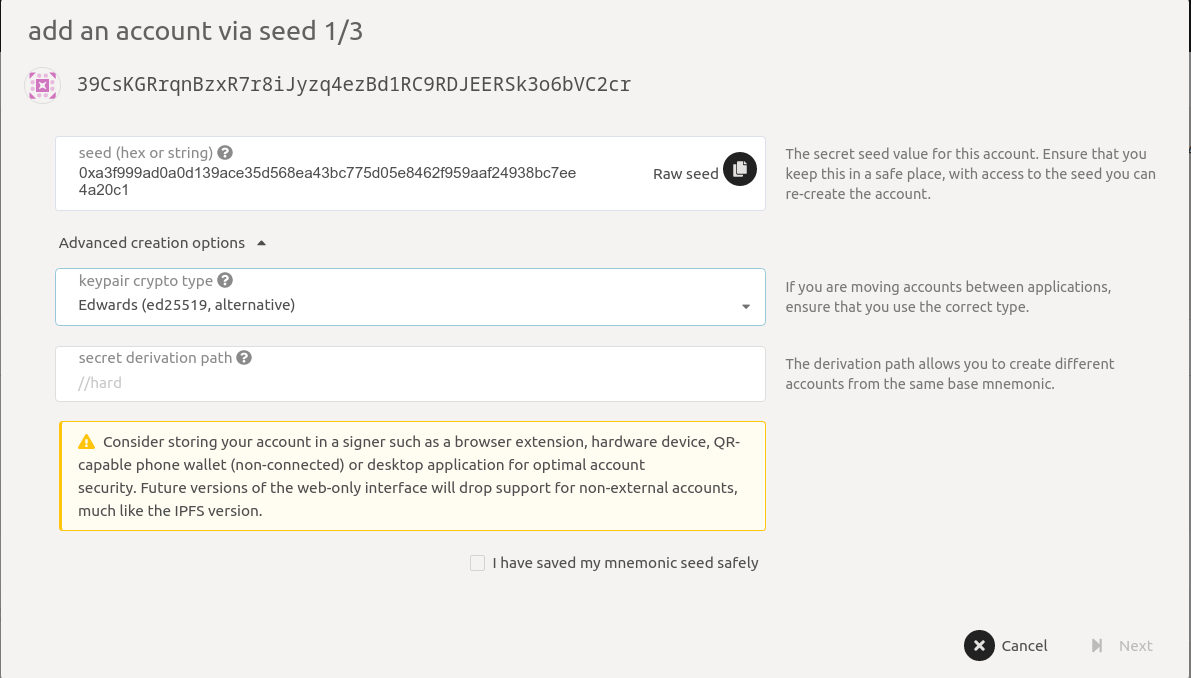 add an account via seed 1/3
39CsKGRrqnBzxR7r8iJyzq4ezBd1RC9RDJEERSk3o6bVC2cr
seed (hex or string)
0xa3f999ad0a0d139ace35d568ea43bc775d05e8462f959aaf24938bc7ee
4a20c1
Raw seed
The secret seed value for this account. Ensure that you
keep this in a safe place, with access to the seed you can
re-create the account.
Advanced creation options
keypair crypto type
Edwards (ed25519, alternative)
If you are moving accounts between applications,
ensure that you use the correct type.
secret derivation path
//hard
The derivation path allows you to create different
accounts from the same base mnemonic.
Consider storing your account in a signer such as a browser extension, hardware device, QR-
capable phone wallet (non-connected) or desktop application for optimal account
security. Future versions of the web-only interface will drop support for non-external accounts,
much like the IPFS version.
I have saved my mnemonic seed safely
Cancel
Next